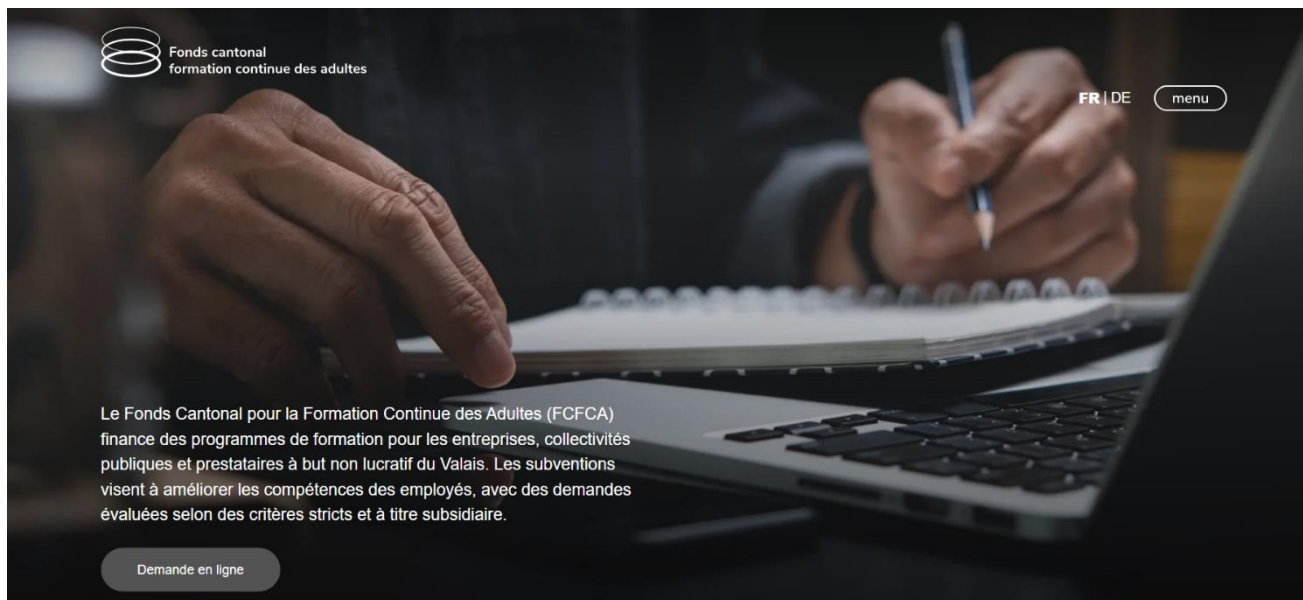 Fonds cantonal
formation continue des adultes
FR | DE
menu
Le Fonds Cantonal pour la Formation Continue des Adultes (FCFCA)
finance des programmes de formation pour les entreprises, collectivités
publiques et prestataires à but non lucratif du Valais. Les subventions
visent à améliorer les compétences des employés, avec des demandes
évaluées selon des critères stricts et à titre subsidiaire.
Demande en ligne